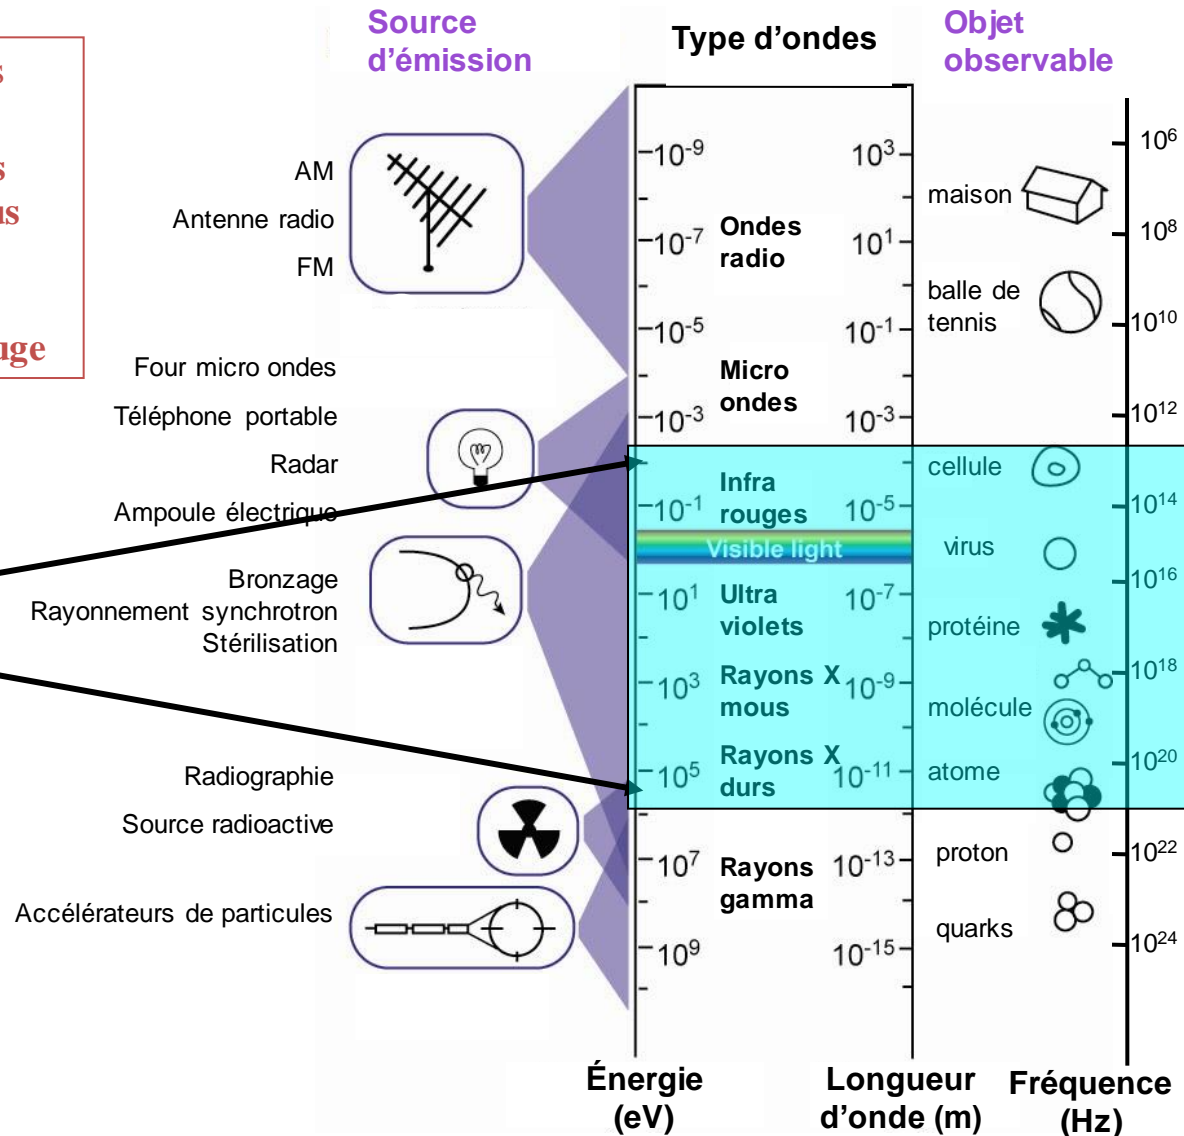 Source
d'émission
Type d'ondes
Objet
observable
s
s
us
uge
AM
Antenne radio
FM
Four micro ondes
Téléphone portable
Radar
Ampoule électrique
Bronzage
Rayonnement synchrotron
Stérilisation
Radiographie
Source radioactive
Accélérateurs de particules
10⁻⁹
10⁻⁷
10⁻⁵
10⁻³
10⁻¹
10¹
10³
10⁵
10⁷
10⁹
Ondes
radio
Micro
ondes
Infra
rouges
Visible light
Ultra
violets
Rayons X
mous
Rayons X
durs
Rayons
gamma
10³
10¹
10⁻¹
10⁻³
10⁻⁵
10⁻⁷
10⁻⁹
10⁻¹¹
10⁻¹³
10⁻¹⁵
maison
balle de
tennis
cellule
virus
protéine
molécule
atome
proton
quarks
10⁶
10⁸
10¹⁰
10¹²
10¹⁴
10¹⁶
10¹⁸
10²⁰
10²²
10²⁴
Énergie
(eV)
Longueur
d'onde (m)
Fréquence
(Hz)